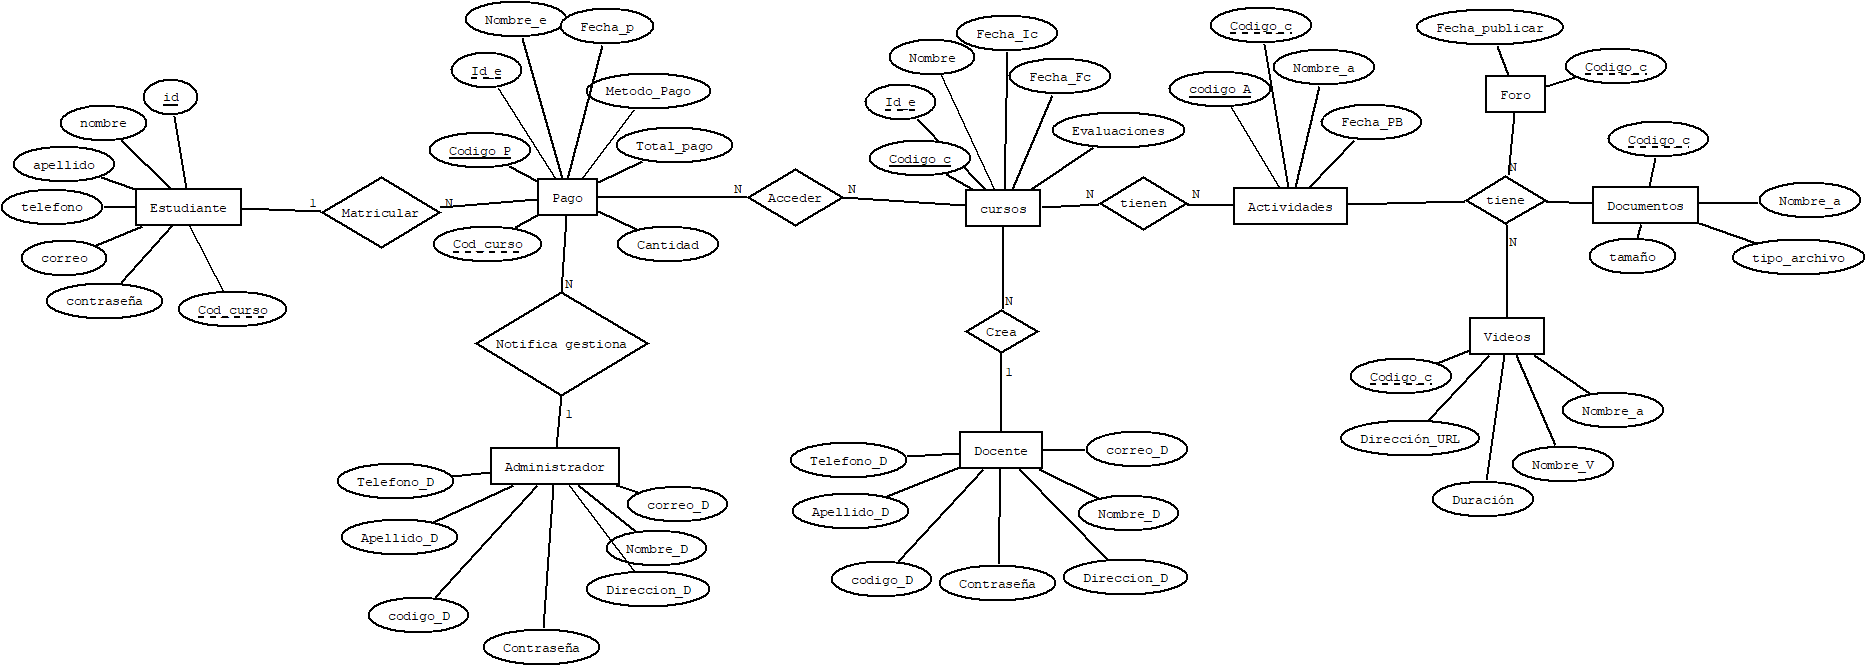 id
nombre
apellido
telefono
correo
contraseña
Cod_curso
Estudiante
1
Matricular
N
Nombre_e
Fecha_p
Id_e
Metodo_Pago
Codigo_P
Total_pago
Pago
Cod_curso
Cantidad
N
Acceder
N
N
Notifica gestiona
1
Administrador
Telefono_D
Apellido_D
codigo_D
Contraseña
Direccion_D
Nombre_D
correo_D
Nombre
Fecha_Ic
Fecha_Fc
Id_e
Codigo_c
Evaluaciones
cursos
N
tienen
N
N
Crea
1
Docente
Telefono_D
Apellido_D
codigo_D
Contraseña
Direccion_D
Nombre_D
correo_D
Codigo_c
codigo_A
Nombre_a
Fecha_PB
Actividades
Fecha_publicar
Codigo_c
Foro
N
tiene
N
Codigo_c
Documentos
Nombre_a
tamaño
tipo_archivo
Videos
Codigo_c
Dirección_URL
Duración
Nombre_V
Nombre_a